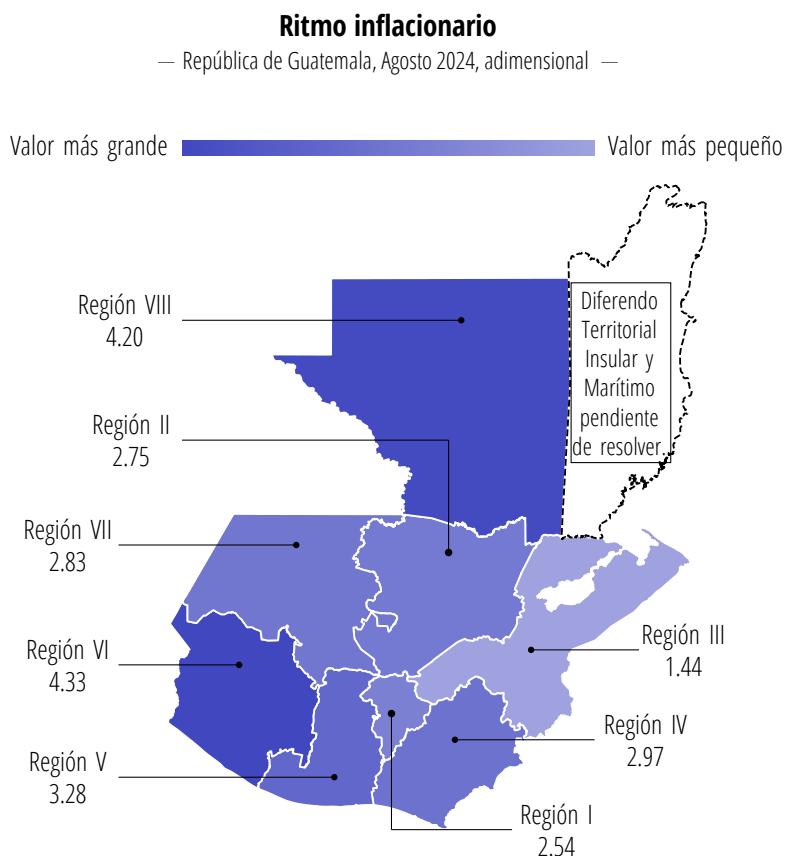 Ritmo inflacionario
— República de Guatemala, Agosto 2024, adimensional —
Valor más grande
Valor más pequeño
Diferendo
Territorial
Insular y
Marítimo
pendiente
de resolver.
Región VIII
4.20
Región II
2.75
Región VII
2.83
Región VI
4.33
Región III
1.44
Región IV
2.97
Región V
3.28
Región I
2.54